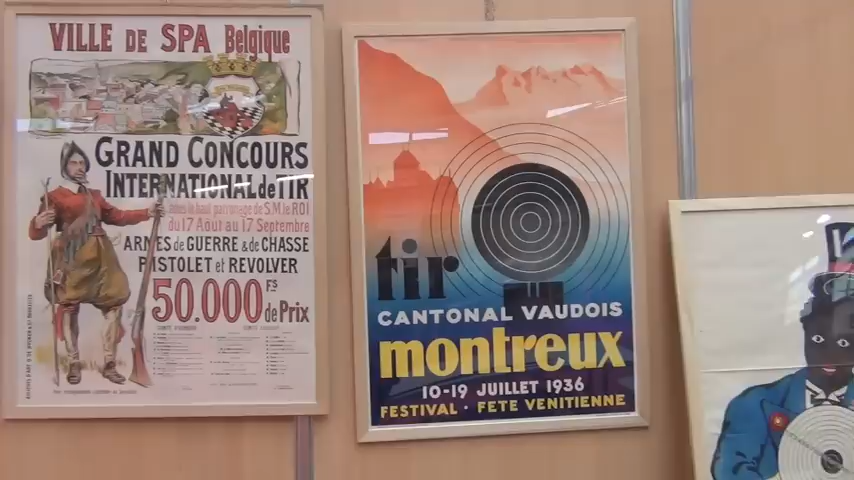 VILLE DE SPA Belgique
GRAND CONCOURS
INTERNATIONAL de TIR
sous le haut patronage de S.M. le ROI
du 17 Août au 17 Septembre
ARMES de GUERRE & de CHASSE
PISTOLET et REVOLVER
50.000 FS de Prix
tir
CANTONAL VAUDOIS
montreux
10-19 JUILLET 1936
FESTIVAL · FETE VENITIENNE